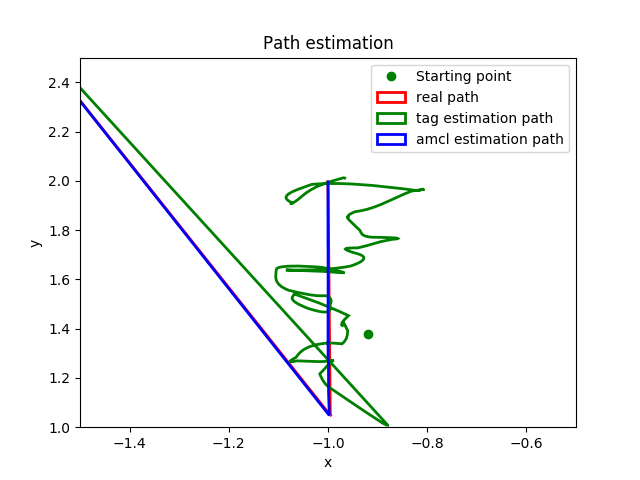 Path estimation
Starting point
real path
tag estimation path
amcl estimation path
y
2.4
2.2
2.0
1.8
1.6
1.4
1.2
1.0
−1.4
−1.2
−1.0
−0.8
−0.6
x